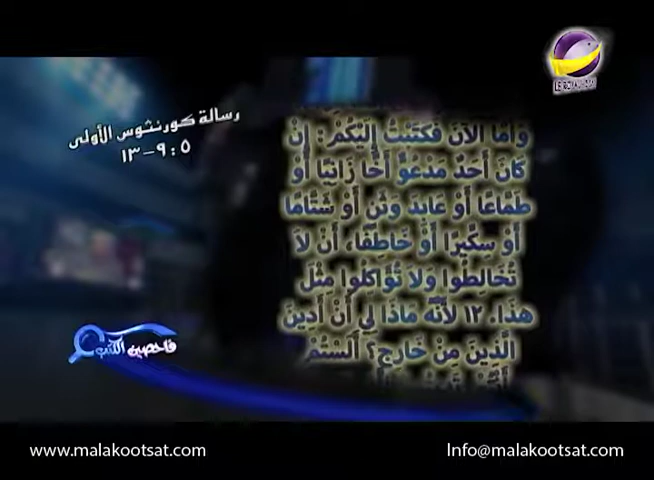 رسالة كورنثوس الأولى
٥ : ٩ - ١٣
وَأَمَّا الآنَ فَكَتَبْتُ إِلَيْكُمْ: إِنْ
كَانَ أَحَدٌ مَدْعُوٌّ أَخًا زَانِيًا أَوْ
طَمَّاعًا أَوْ عَابِدَ وَثَنٍ أَوْ شَتَّامًا
أَوْ سِكِّيرًا أَوْ خَاطِفًا، أَنْ لاَ
تُخَالِطُوا وَلاَ تُؤَاكِلُوا مِثْلَ
هذَا. ١٢ لأَنَّهُ مَاذَا لِي أَنْ أَدِينَ
الَّذِينَ مِنْ خَارِجٍ؟ أَلَسْتُمْ
فاحصين الكتب
www.malakootsat.com
Info@malakootsat.com